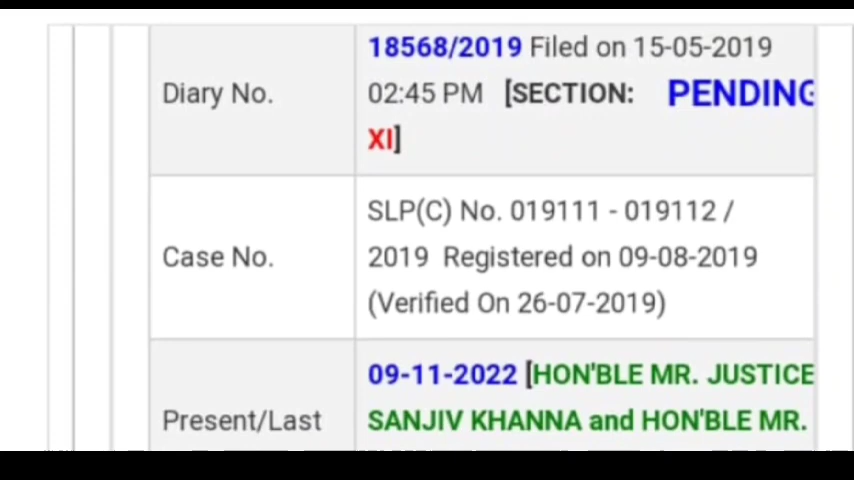 18568/2019 Filed on 15-05-2019
Diary No.
02:45 PM [SECTION: PENDING
XI]
SLP(C) No. 019111 - 019112 /
Case No.
2019 Registered on 09-08-2019
(Verified On 26-07-2019)
09-11-2022 [HON'BLE MR. JUSTICE
Present/Last
SANJIV KHANNA and HON'BLE MR.